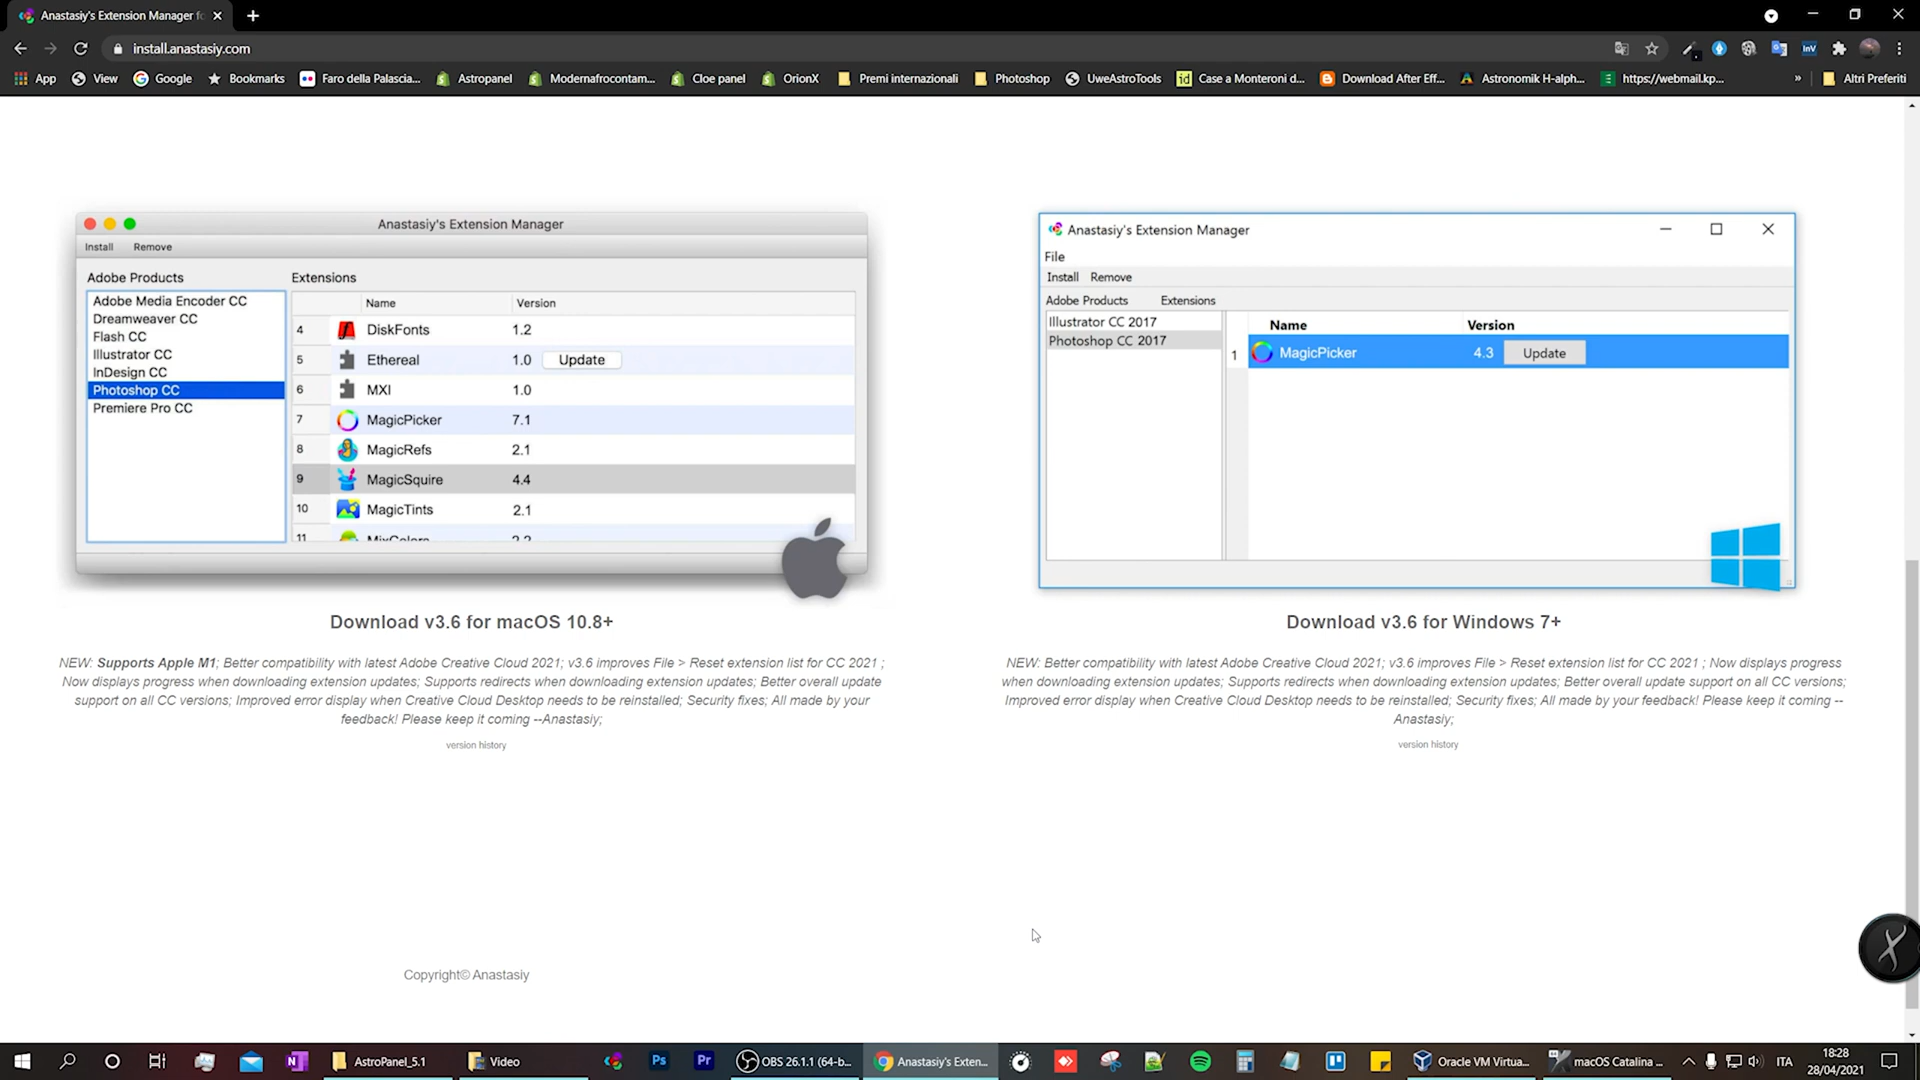 Anastasiy's Extension Manager fo
install.anastasiy.com
App
View
Google
Bookmarks
Faro della Palascia...
Astropanel
Modernafrocontam...
Cloe panel
OrionX
Premi internazionali
Photoshop
UweAstroTools
Case a Monteroni d...
Download After Eff...
Astronomik H-alph...
https://webmail.kp...
»
Altri Preferiti
Anastasiy's Extension Manager
Install Remove
Adobe Products Extensions
Adobe Media Encoder CC
Dreamweaver CC
Flash CC
Illustrator CC
InDesign CC
Photoshop CC
Premiere Pro CC
Name Version
4 DiskFonts 1.2
5 Ethereal 1.0 Update
6 MXI 1.0
7 MagicPicker 7.1
8 MagicRefs 2.1
9 MagicSquire 4.4
10 MagicTints 2.1
11 MixColors 2.2
Download v3.6 for macOS 10.8+
NEW: Supports Apple M1; Better compatibility with latest Adobe Creative Cloud 2021; v3.6 improves File > Reset extension list for CC 2021 ;
Now displays progress when downloading extension updates; Supports redirects when downloading extension updates; Better overall update
support on all CC versions; Improved error display when Creative Cloud Desktop needs to be reinstalled; Security fixes; All made by your
feedback! Please keep it coming --Anastasiy;
version history
Anastasiy's Extension Manager
File
Install Remove
Adobe Products Extensions
Illustrator CC 2017
Photoshop CC 2017
Name Version
1 MagicPicker 4.3 Update
Download v3.6 for Windows 7+
NEW: Better compatibility with latest Adobe Creative Cloud 2021; v3.6 improves File > Reset extension list for CC 2021 ; Now displays progress
when downloading extension updates; Supports redirects when downloading extension updates; Better overall update support on all CC versions;
Improved error display when Creative Cloud Desktop needs to be reinstalled; Security fixes; All made by your feedback! Please keep it coming --
Anastasiy;
version history
Copyright© Anastasiy
AstroPanel_5.1
Video
Ps
Pr
OBS 26.1.1 (64-b...
Anastasiy's Exten...
Oracle VM Virtua...
macOS Catalina ...
ITA
18:28
28/04/2021